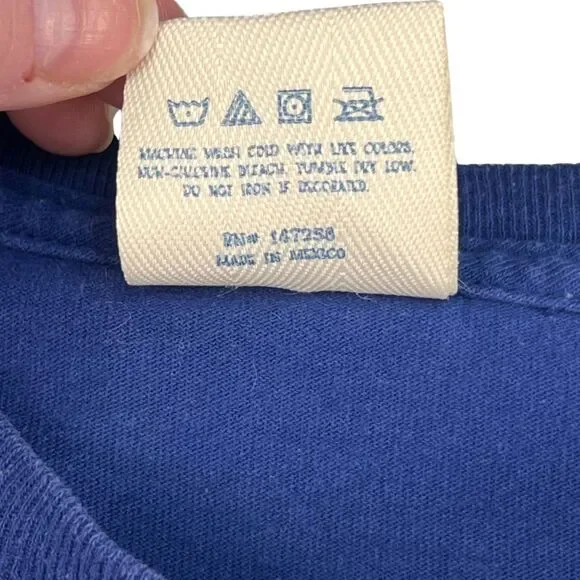 MACHINE WASH COLD WITH LIKE COLORS.
NON-CHLORINE BLEACH. TUMBLE DRY LOW.
DO NOT IRON IF DECORATED.
RN# 147258
MADE IN MEXICO